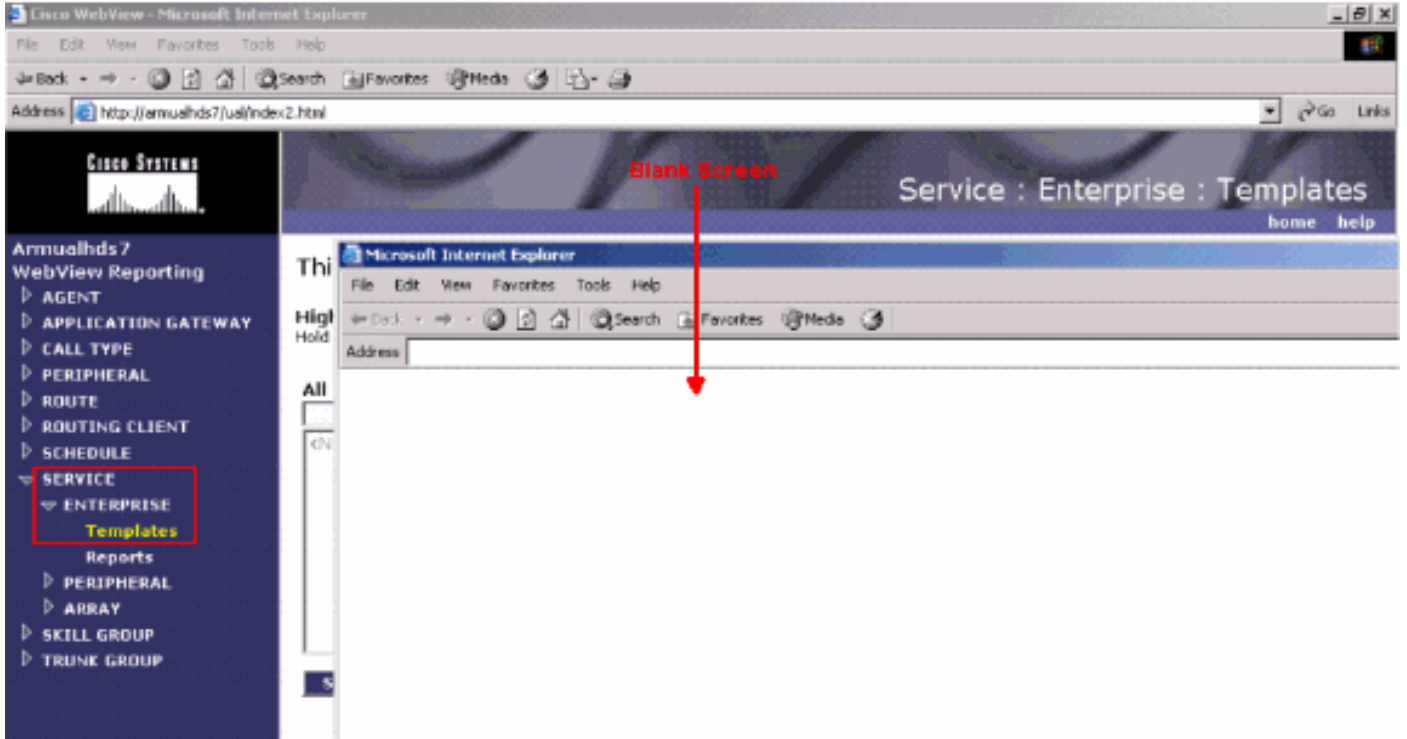 Cisco WebView - Microsoft Internet Explorer
File Edit View Favorites Tools Help
Back Search Favorites Media
Address http://armualhds7/ual/index2.html Go Links
CISCO SYSTEMS
Blank Screen
Service : Enterprise : Templates
home help
Armualhds7
WebView Reporting
AGENT
APPLICATION GATEWAY
CALL TYPE
PERIPHERAL
ROUTE
ROUTING CLIENT
SCHEDULE
SERVICE
ENTERPRISE
Templates
Reports
PERIPHERAL
ARRAY
SKILL GROUP
TRUNK GROUP
Thi
Higl
Hold
All
<N
S
Microsoft Internet Explorer
File Edit View Favorites Tools Help
Back Search Favorites Media
Address